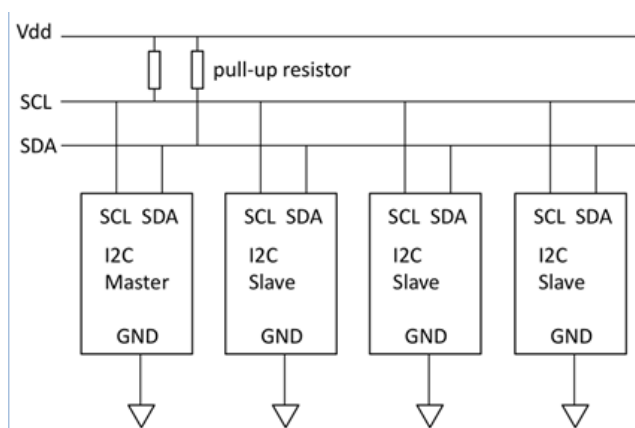 Vdd
pull-up resistor
SCL
SDA
SCL SDA SCL SDA SCL SDA SCL SDA
I2C I2C I2C I2C
Master Slave Slave Slave
GND GND GND GND